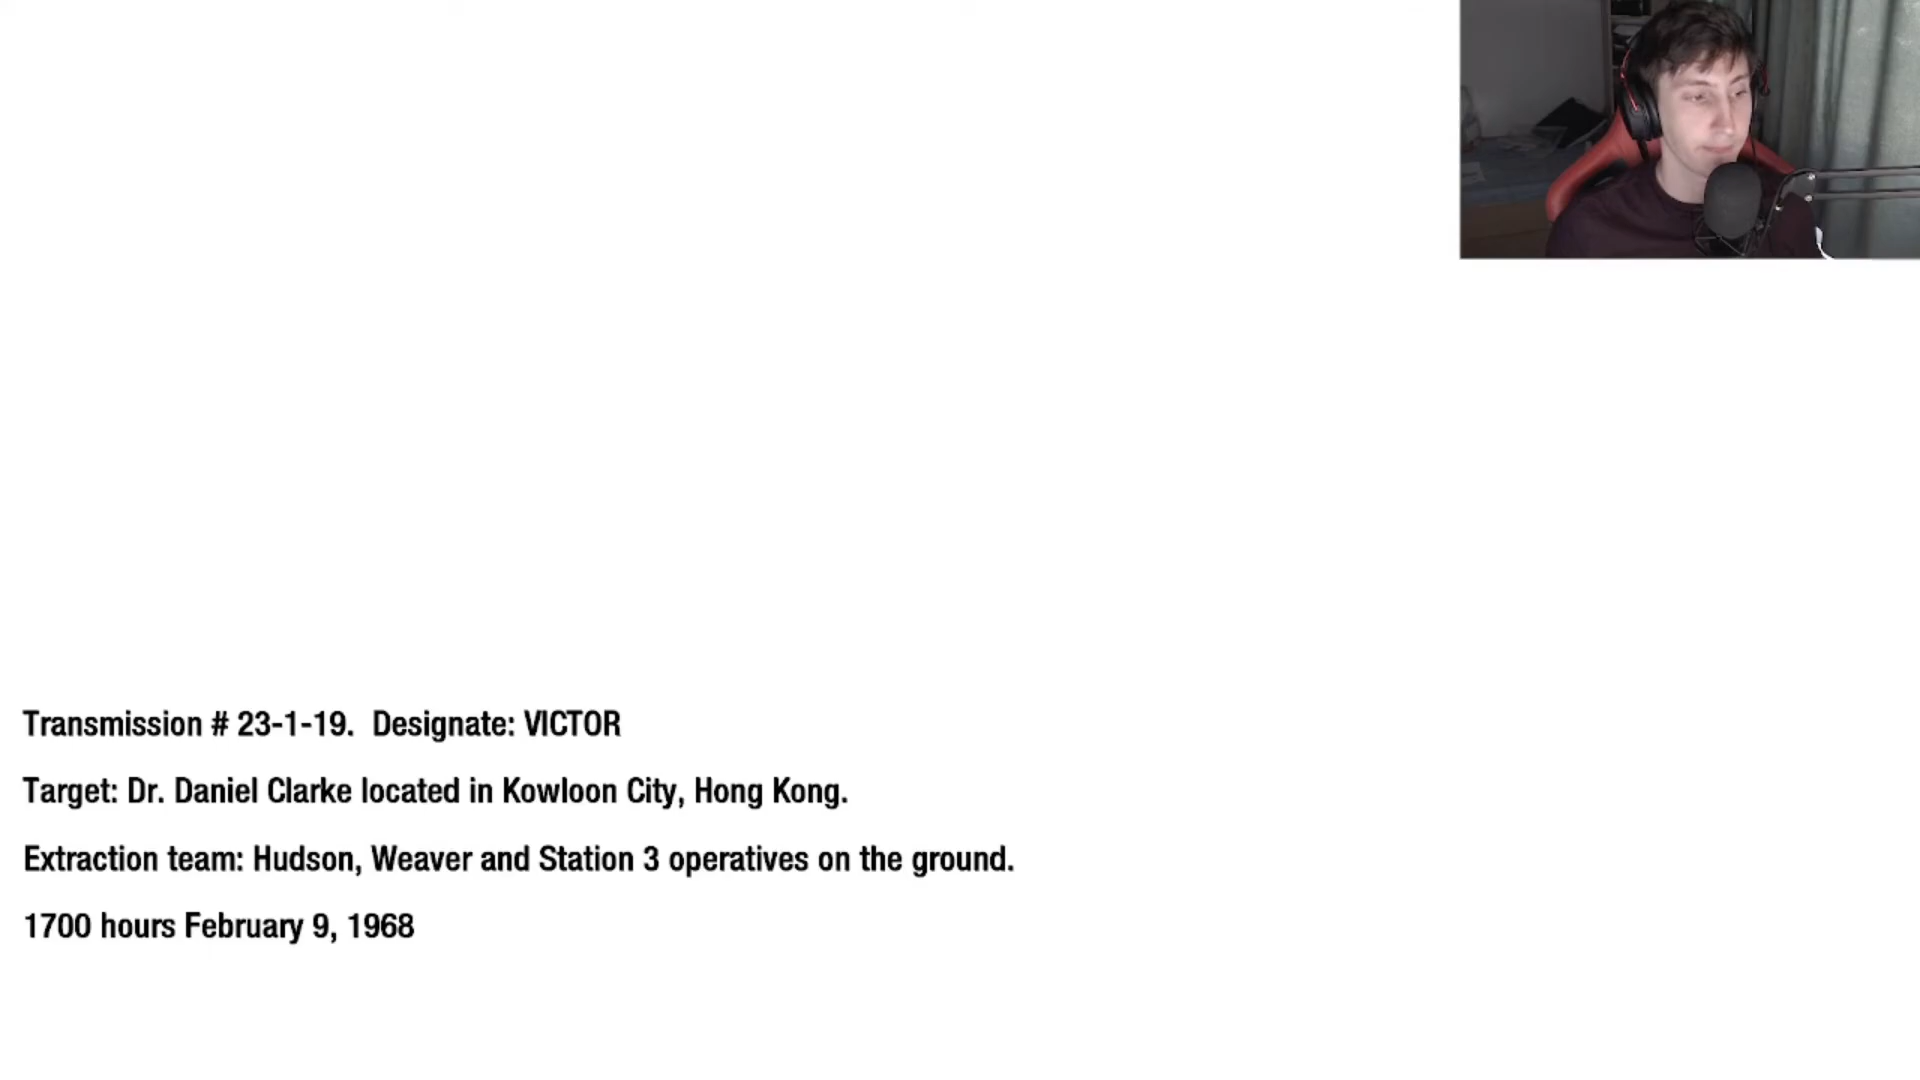 Transmission # 23-1-19.  Designate: VICTOR
Target: Dr. Daniel Clarke located in Kowloon City, Hong Kong.
Extraction team: Hudson, Weaver and Station 3 operatives on the ground.
1700 hours February 9, 1968